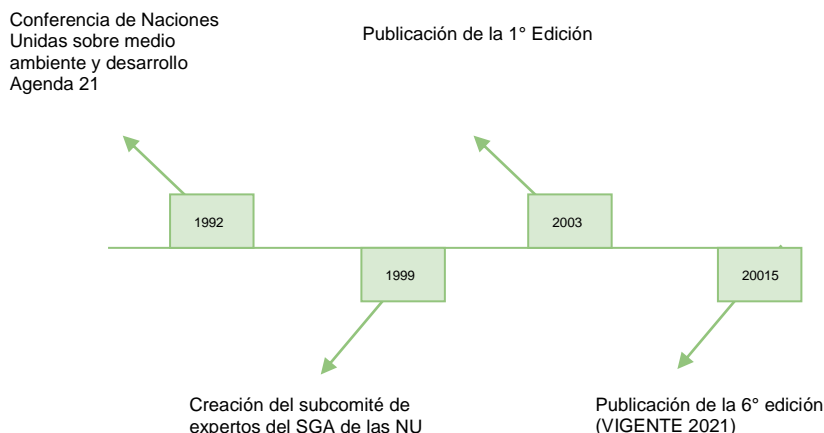 Conferencia de Naciones
Unidas sobre medio
ambiente y desarrollo
Agenda 21
Publicación de la 1° Edición
1992
2003
1999
20015
Creación del subcomité de
expertos del SGA de las NU
Publicación de la 6° edición
(VIGENTE 2021)